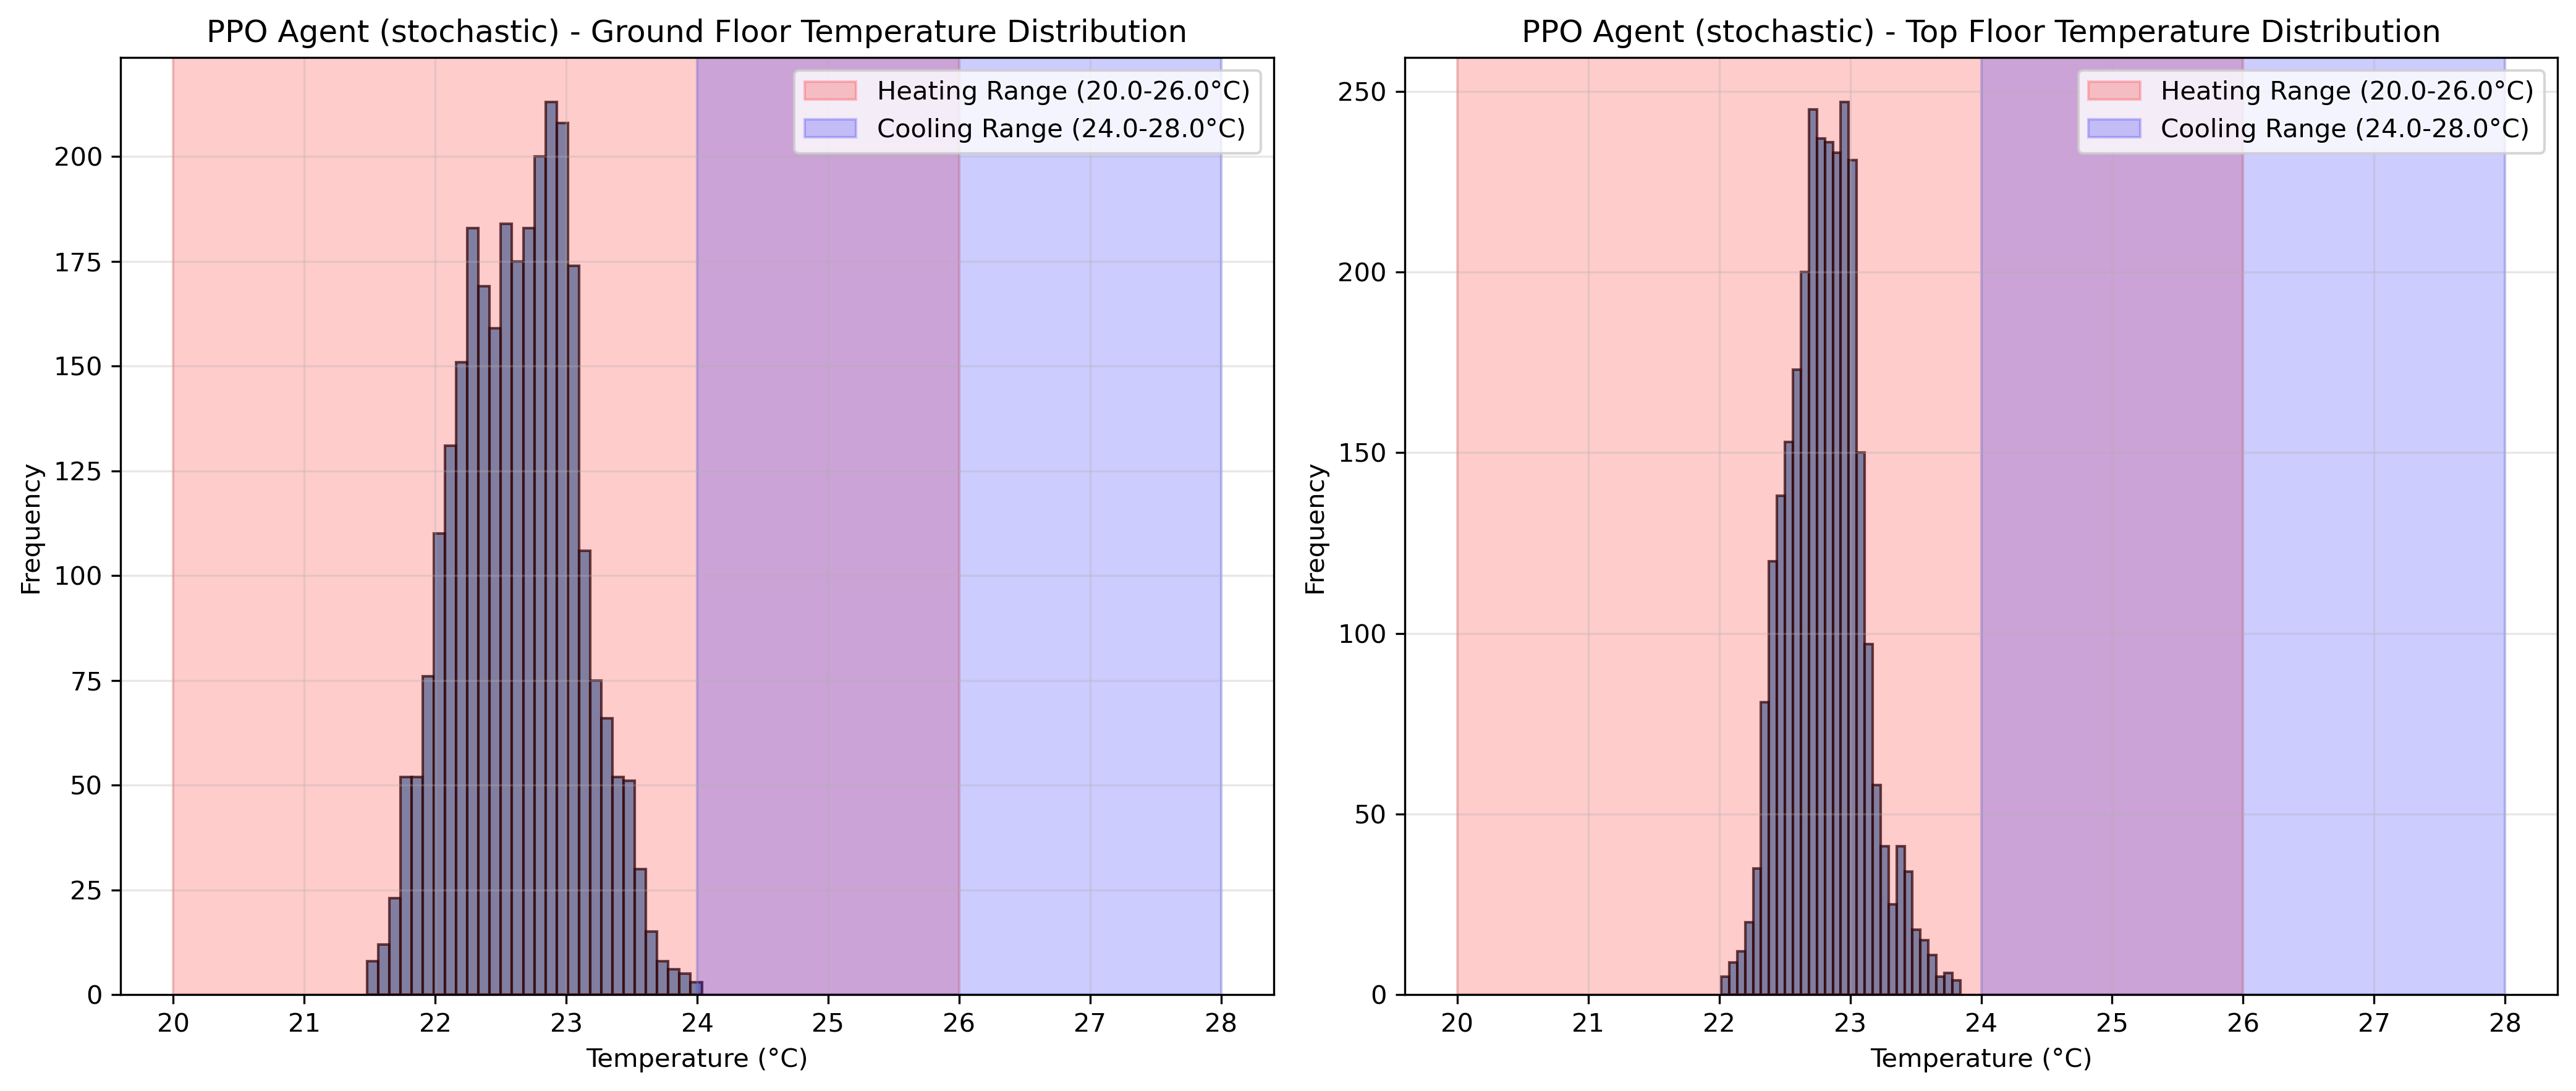 PPO Agent (stochastic) - Ground Floor Temperature Distribution
Heating Range (20.0-26.0°C)
Cooling Range (24.0-28.0°C)
Frequency
200
175
150
125
100
75
50
25
0
20 21 22 23 24 25 26 27 28
Temperature (°C)
PPO Agent (stochastic) - Top Floor Temperature Distribution
Heating Range (20.0-26.0°C)
Cooling Range (24.0-28.0°C)
Frequency
250
200
150
100
50
0
20 21 22 23 24 25 26 27 28
Temperature (°C)